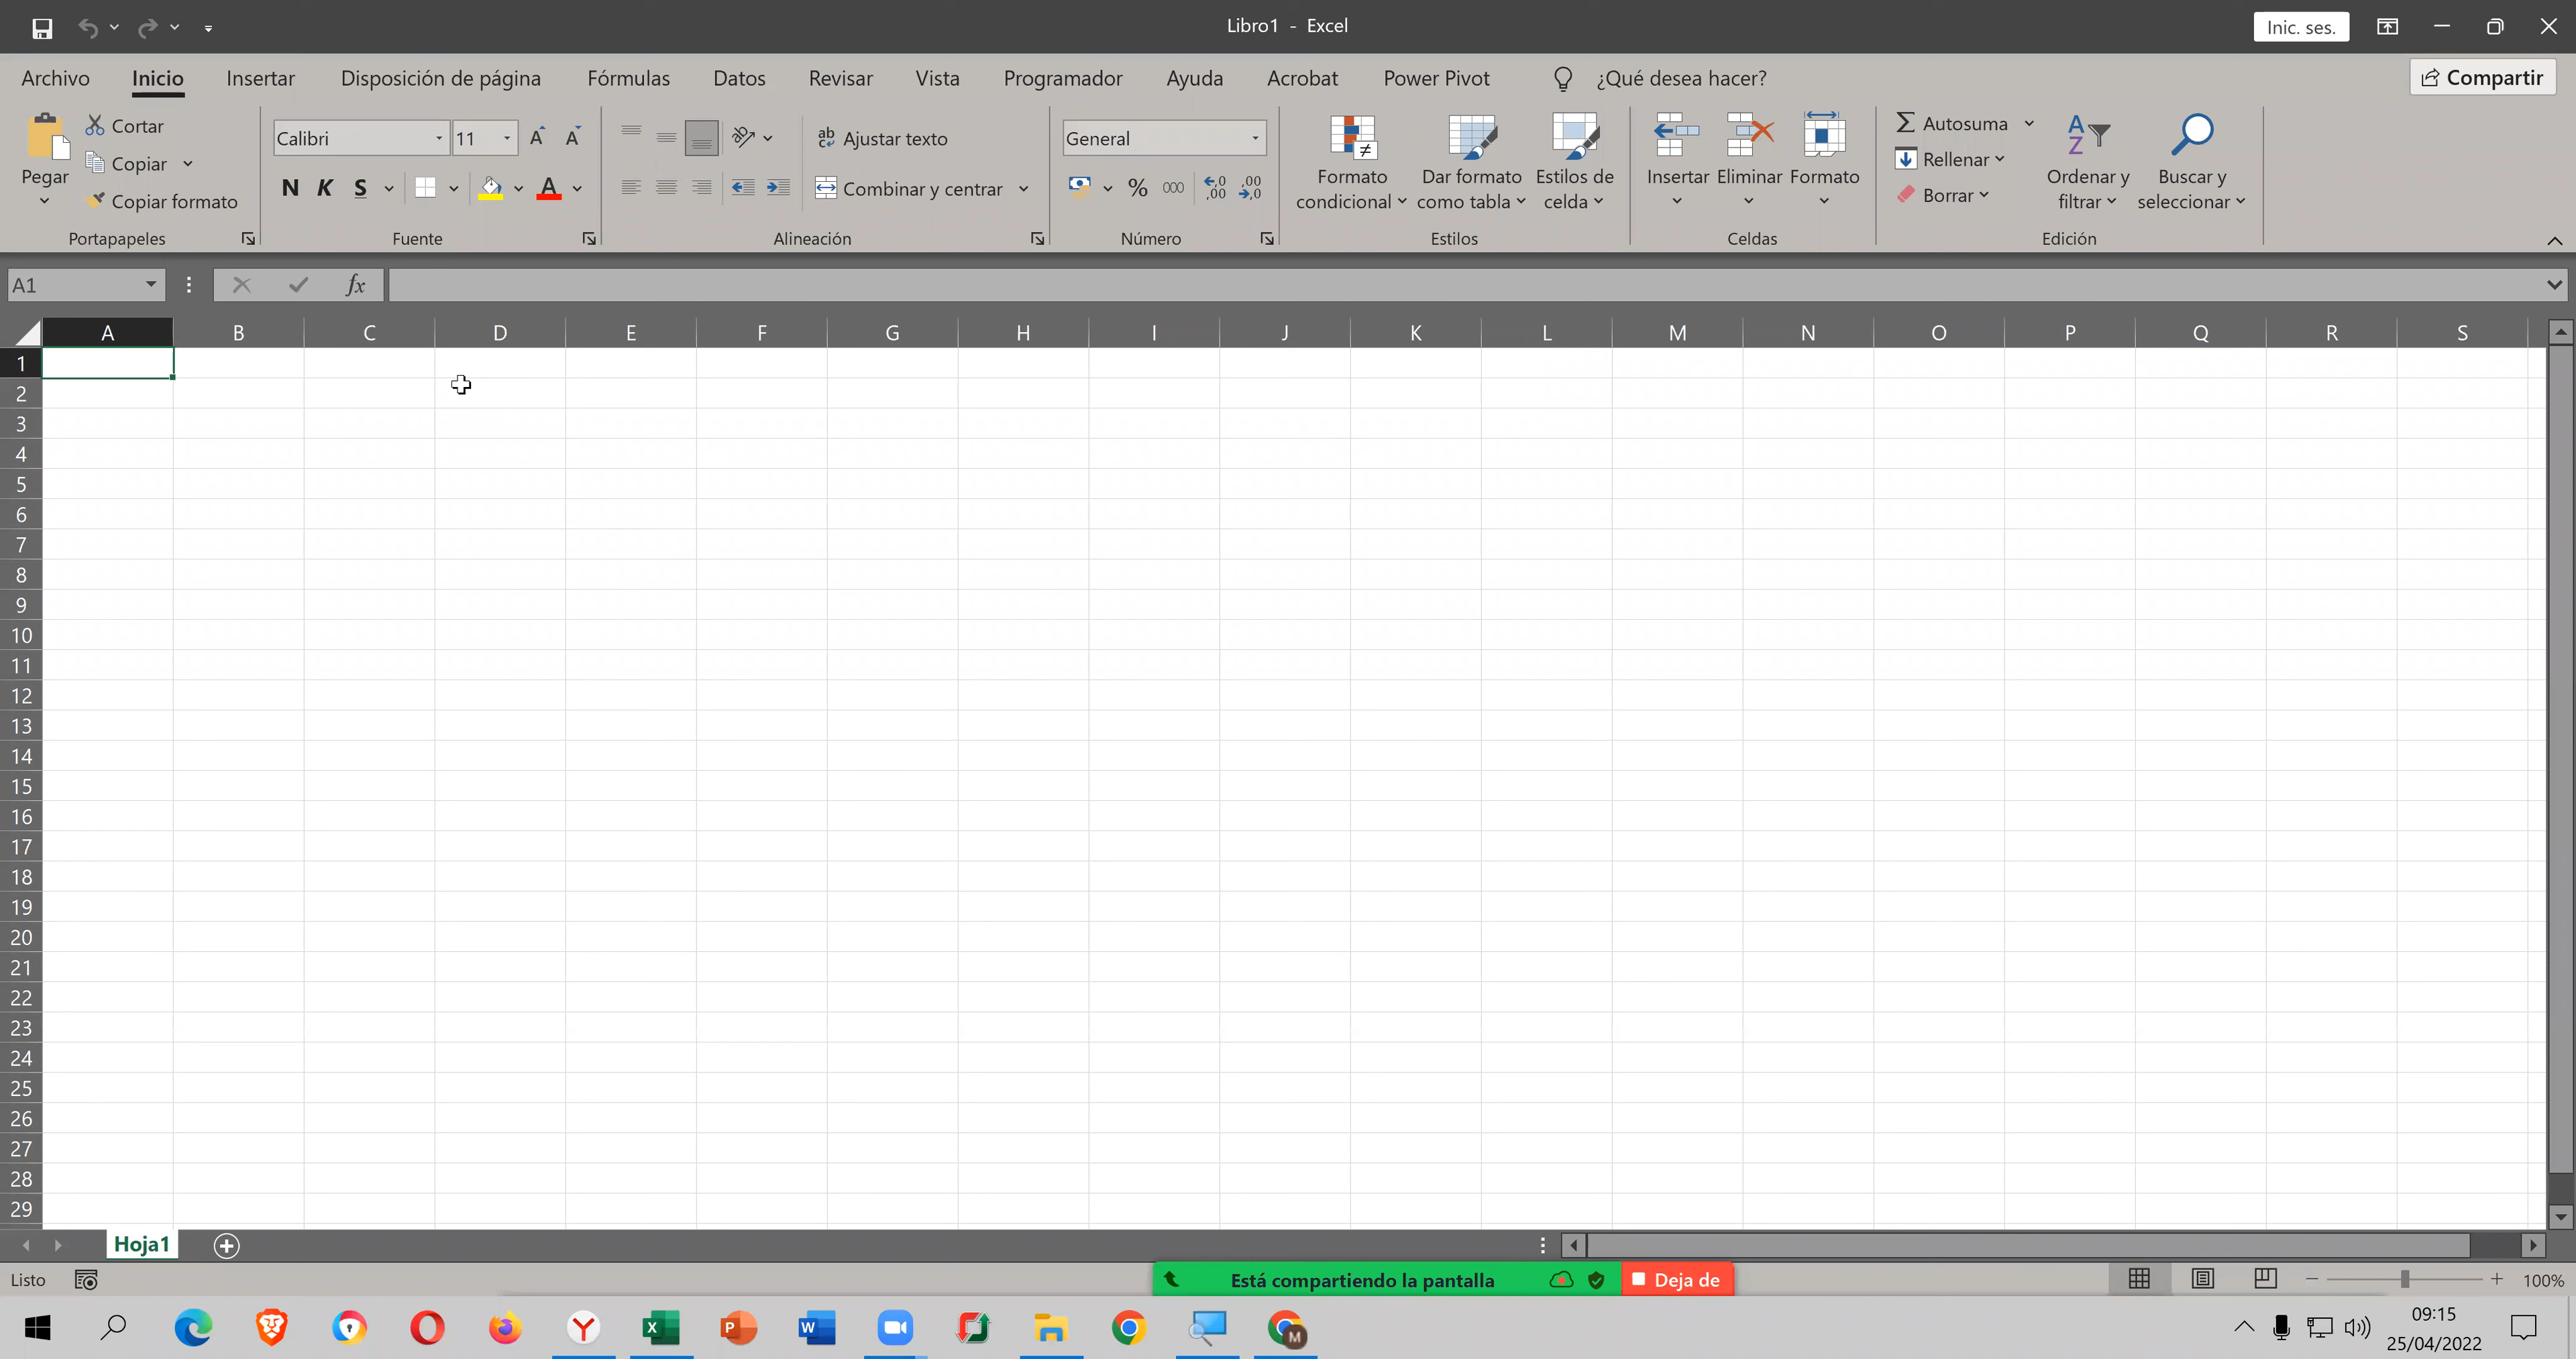 Libro1 - Excel
Inic. ses.
Archivo Inicio Insertar Disposición de página Fórmulas Datos Revisar Vista Programador Ayuda Acrobat Power Pivot ¿Qué desea hacer? Compartir
Pegar
Cortar
Copiar
Copiar formato
Portapapeles
Calibri 11
N K S
Fuente
Ajustar texto
Combinar y centrar
Alineación
General
% 000
Número
Formato condicional
Dar formato como tabla
Estilos de celda
Estilos
Insertar Eliminar Formato
Celdas
Autosuma
Rellenar
Borrar
Ordenar y filtrar
Buscar y seleccionar
Edición
A1 fx
A B C D E F G H I J K L M N O P Q R S
1
2
3
4
5
6
7
8
9
10
11
12
13
14
15
16
17
18
19
20
21
22
23
24
25
26
27
28
29
Hoja1
Listo
Está compartiendo la pantalla Deja de
100%
09:15
25/04/2022